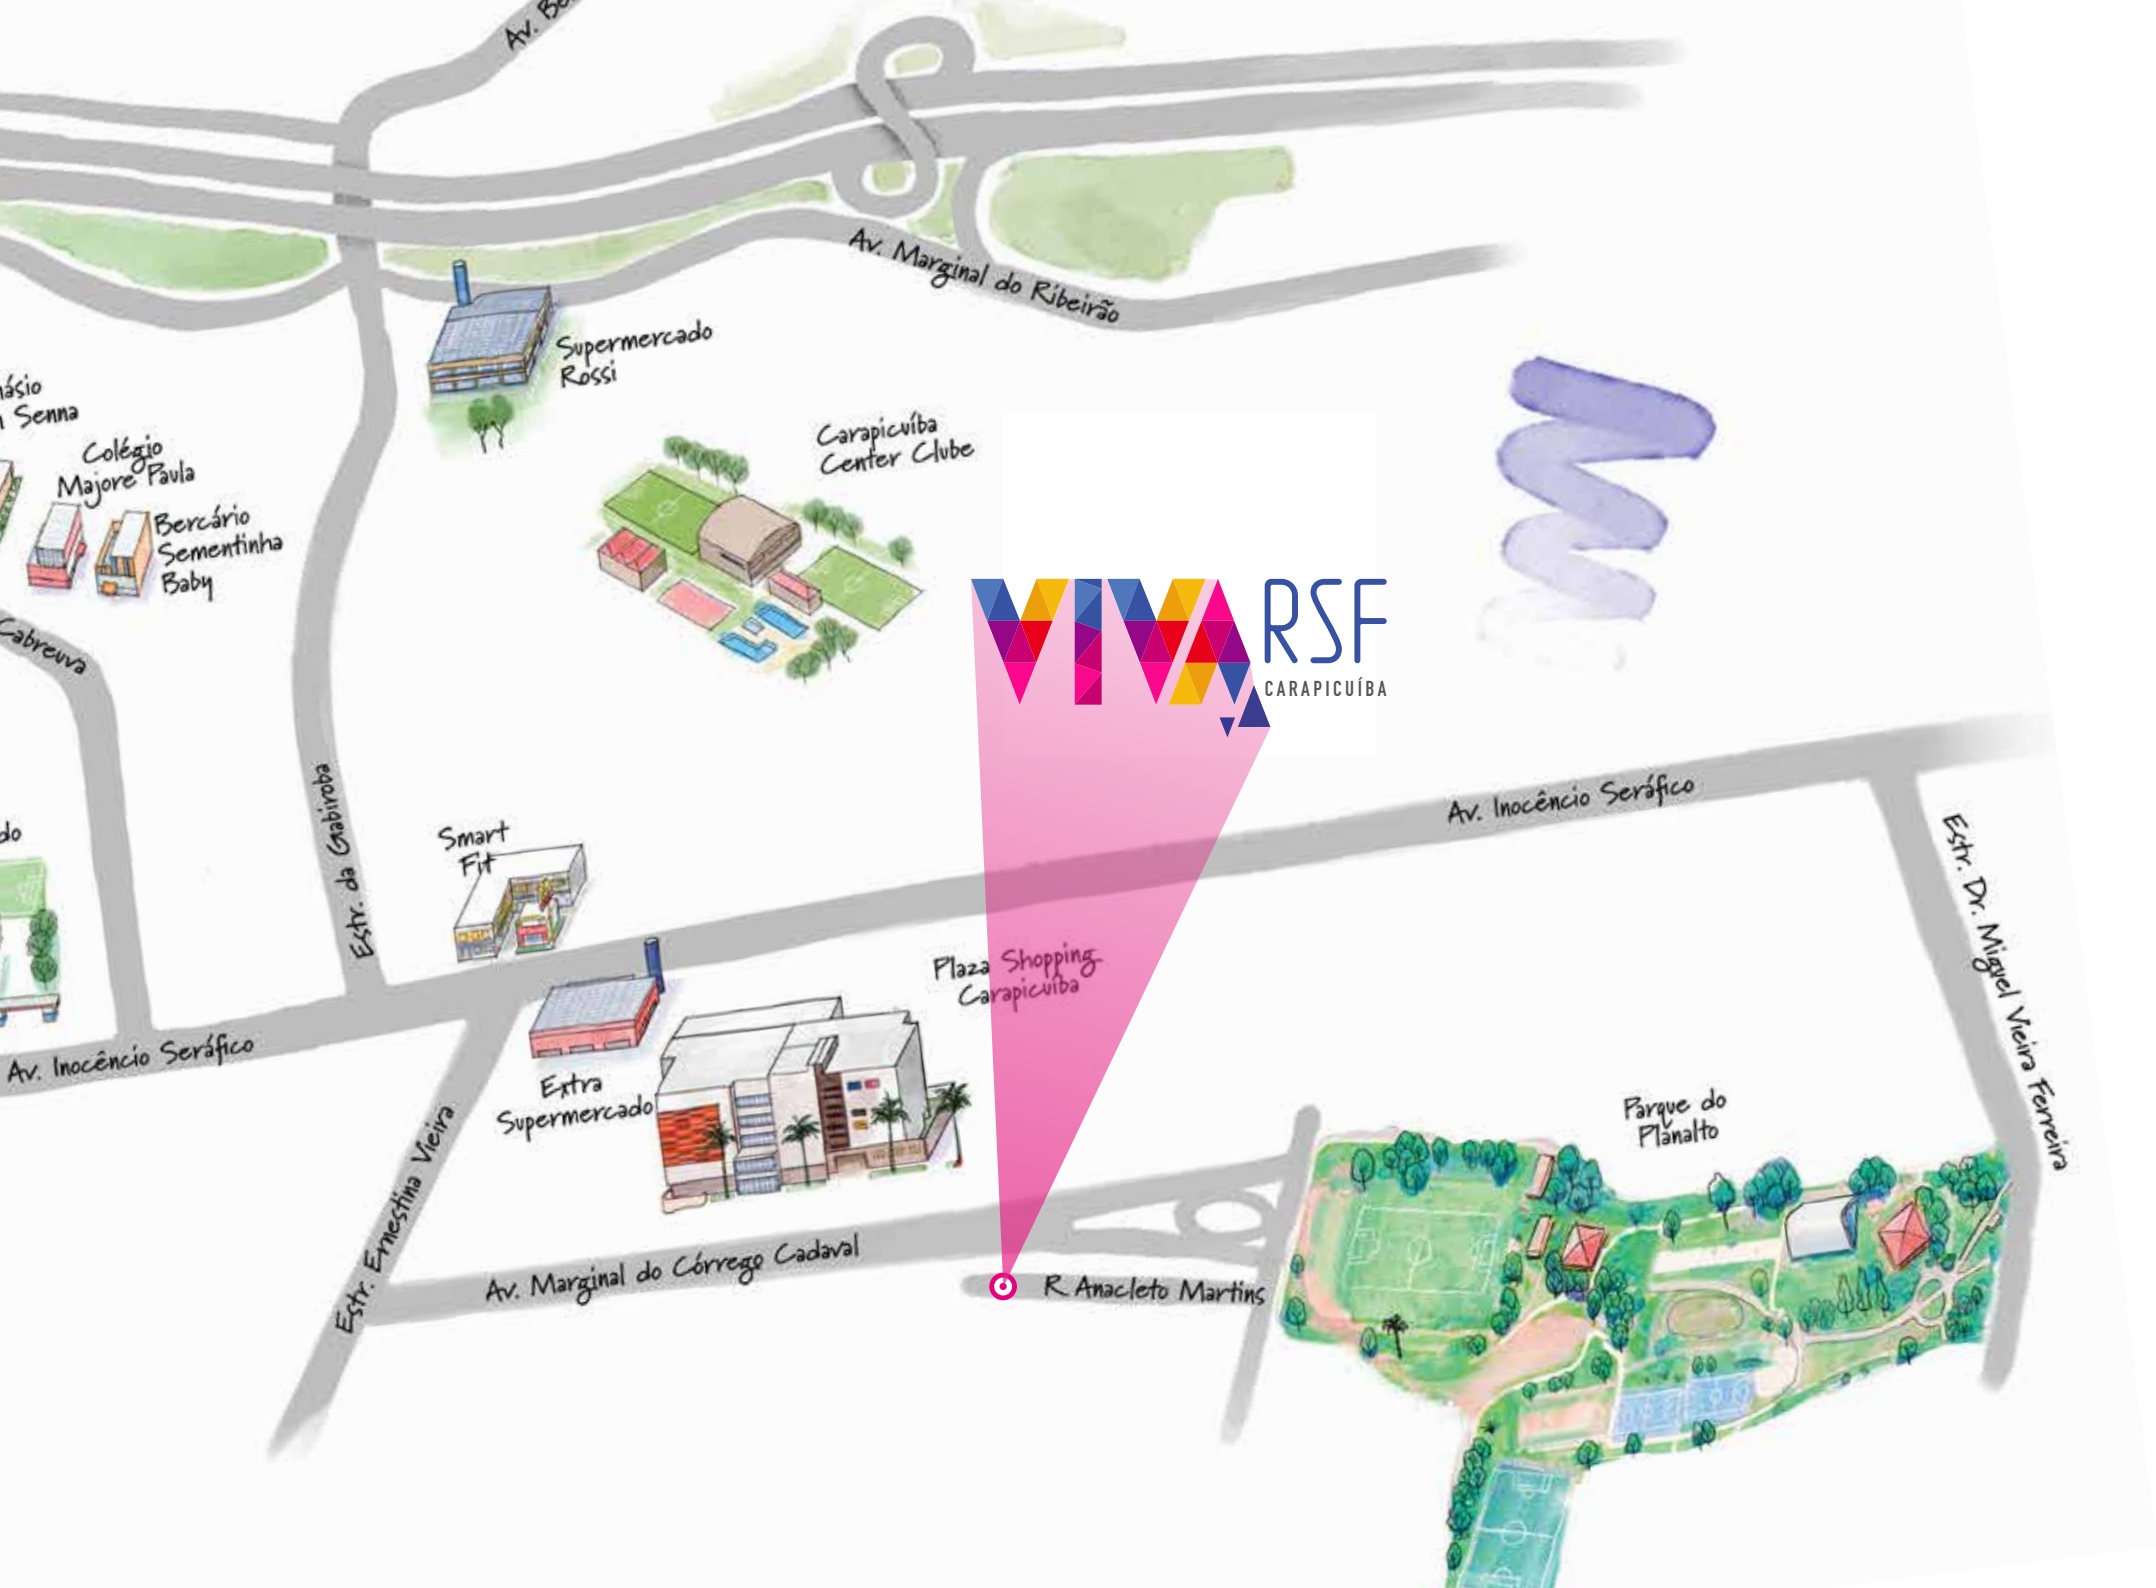 Av.
Av. Marginal do Ribeirão
Supermercado
Rossi
Senna
Colégio
Majore Paula
Bercário
Sementinha
Baby
Carapicuíba
Center Clube
VIVA RSF
CARAPICUÍBA
Cabreuva
Estr. da Gabiroba
Smart
Fit
Av. Inocêncio Seráfico
Estr. Dr. Miguel Vieira Ferreira
Plaza Shopping
Carapicuíba
Av. Inocêncio Seráfico
Extra
Supermercado
Estr. Ernestina Vieira
Parque do
Planalto
Av. Marginal do Córrego Cadaval
R Anacleto Martins